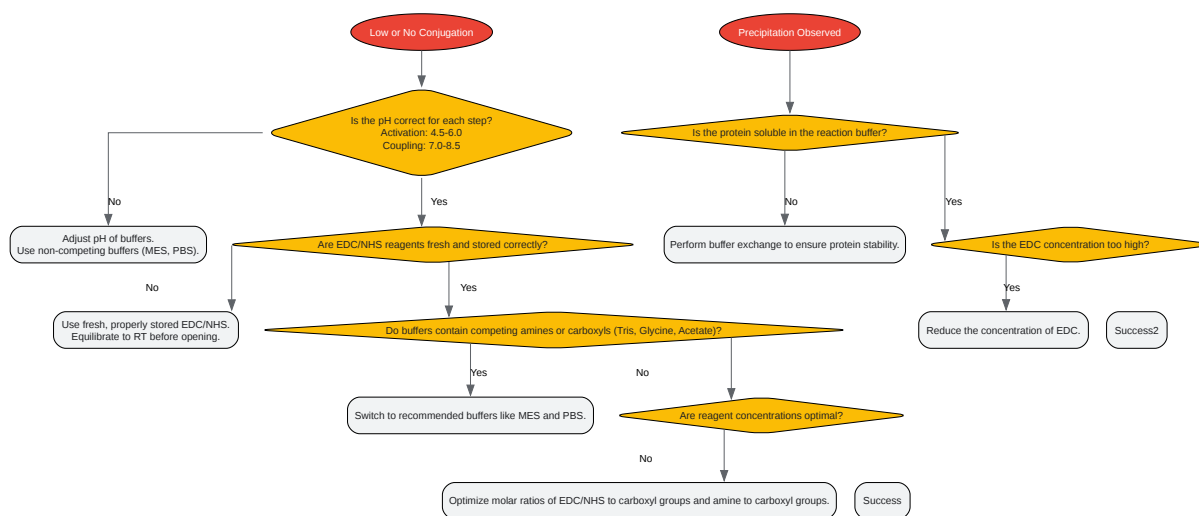 Low or No Conjugation
Precipitation Observed
Is the pH correct for each step?
Activation: 4.5-6.0
Coupling: 7.0-8.5
Is the protein soluble in the reaction buffer?
No
Yes
No
Yes
Adjust pH of buffers.
Use non-competing buffers (MES, PBS).
Are EDC/NHS reagents fresh and stored correctly?
Perform buffer exchange to ensure protein stability.
Is the EDC concentration too high?
No
Yes
Yes
Use fresh, properly stored EDC/NHS.
Equilibrate to RT before opening.
Do buffers contain competing amines or carboxyls (Tris, Glycine, Acetate)?
Reduce the concentration of EDC.
Success2
Yes
No
Switch to recommended buffers like MES and PBS.
Are reagent concentrations optimal?
No
Optimize molar ratios of EDC/NHS to carboxyl groups and amine to carboxyl groups.
Success